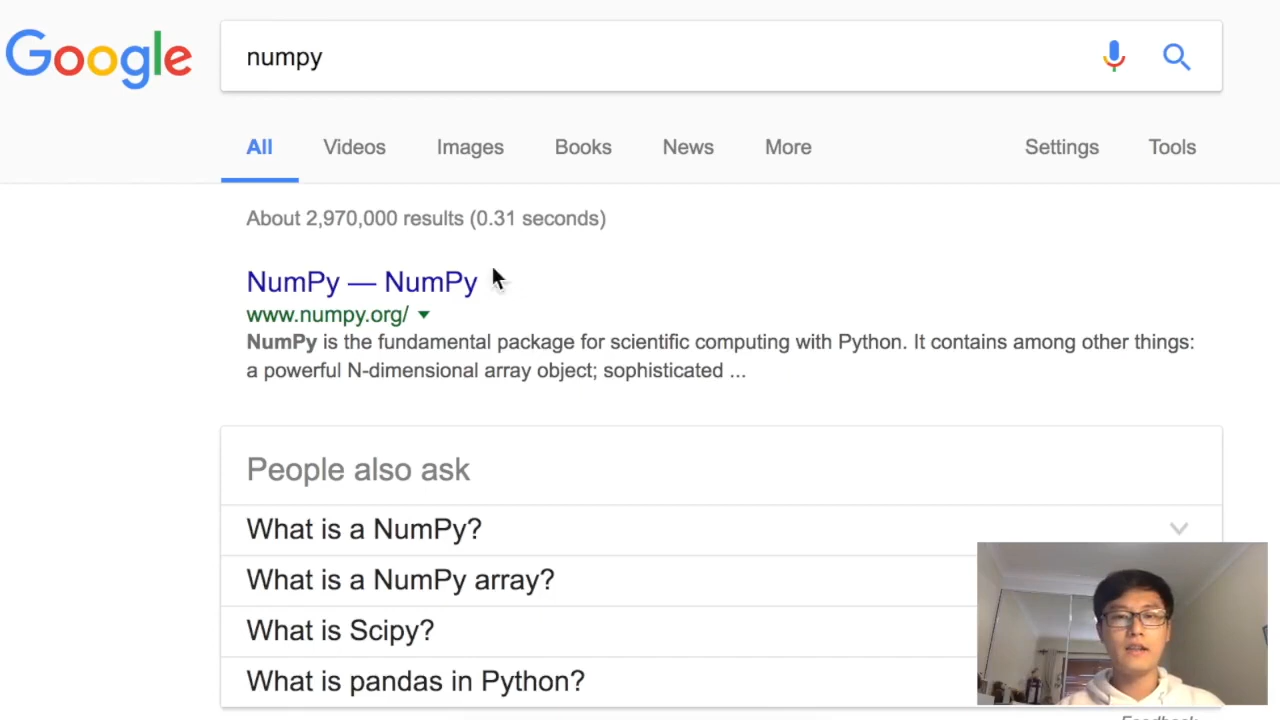 Google
numpy
All Videos Images Books News More Settings Tools
About 2,970,000 results (0.31 seconds)
NumPy — NumPy
www.numpy.org/
NumPy is the fundamental package for scientific computing with Python. It contains among other things:
a powerful N-dimensional array object; sophisticated ...
People also ask
What is a NumPy?
What is a NumPy array?
What is Scipy?
What is pandas in Python?